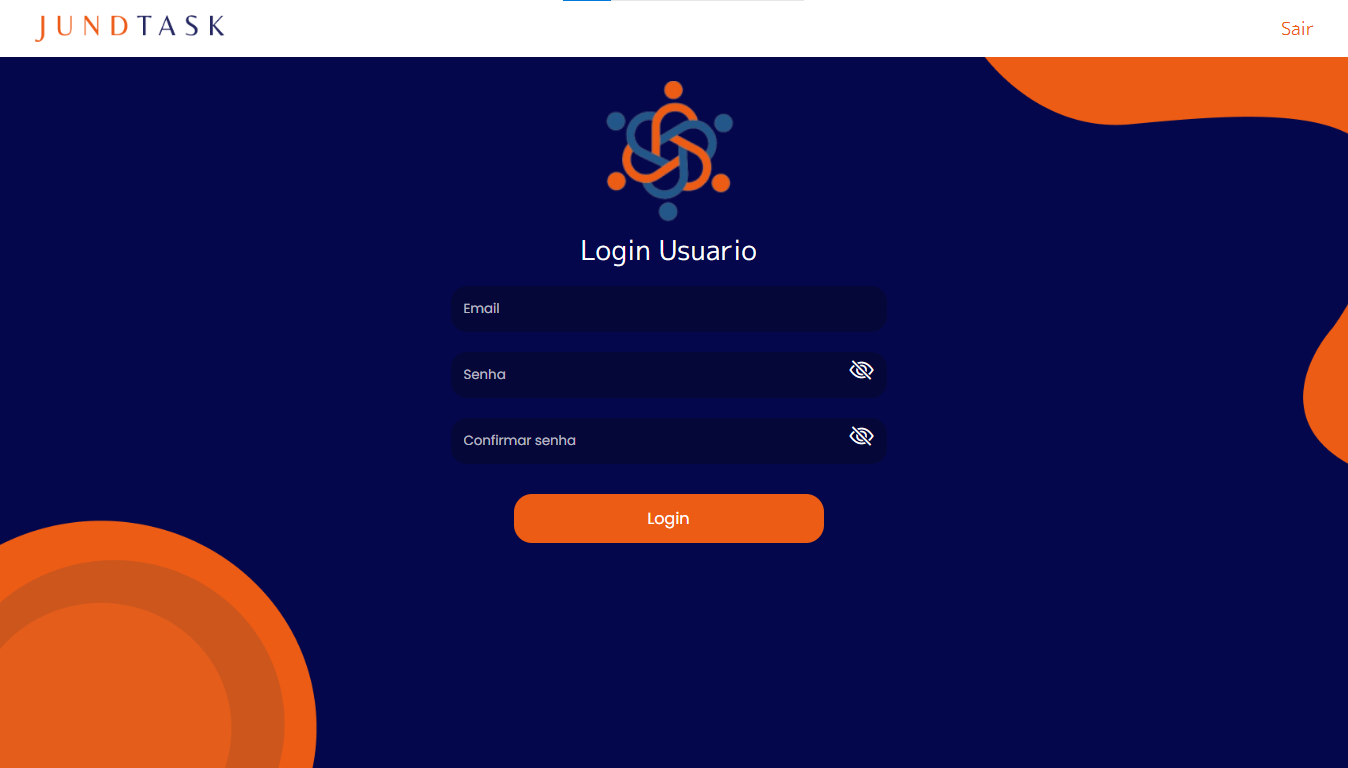 JUNDTASK
Sair
Login Usuario
Email
Senha
Confirmar senha
Login